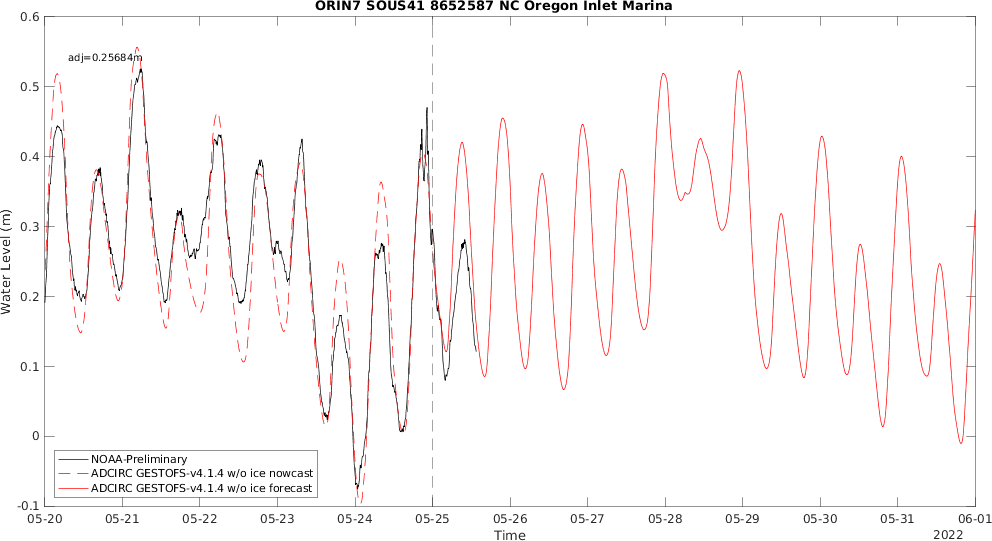 ORIN7 SOUS41 8652587 NC Oregon Inlet Marina
adj=0.25684m
Water Level (m)
0.6
0.5
0.4
0.3
0.2
0.1
0
-0.1
NOAA-Preliminary
ADCIRC GESTOFS-v4.1.4 w/o ice nowcast
ADCIRC GESTOFS-v4.1.4 w/o ice forecast
05-20 05-21 05-22 05-23 05-24 05-25 05-26 05-27 05-28 05-29 05-30 05-31 06-01
Time
2022